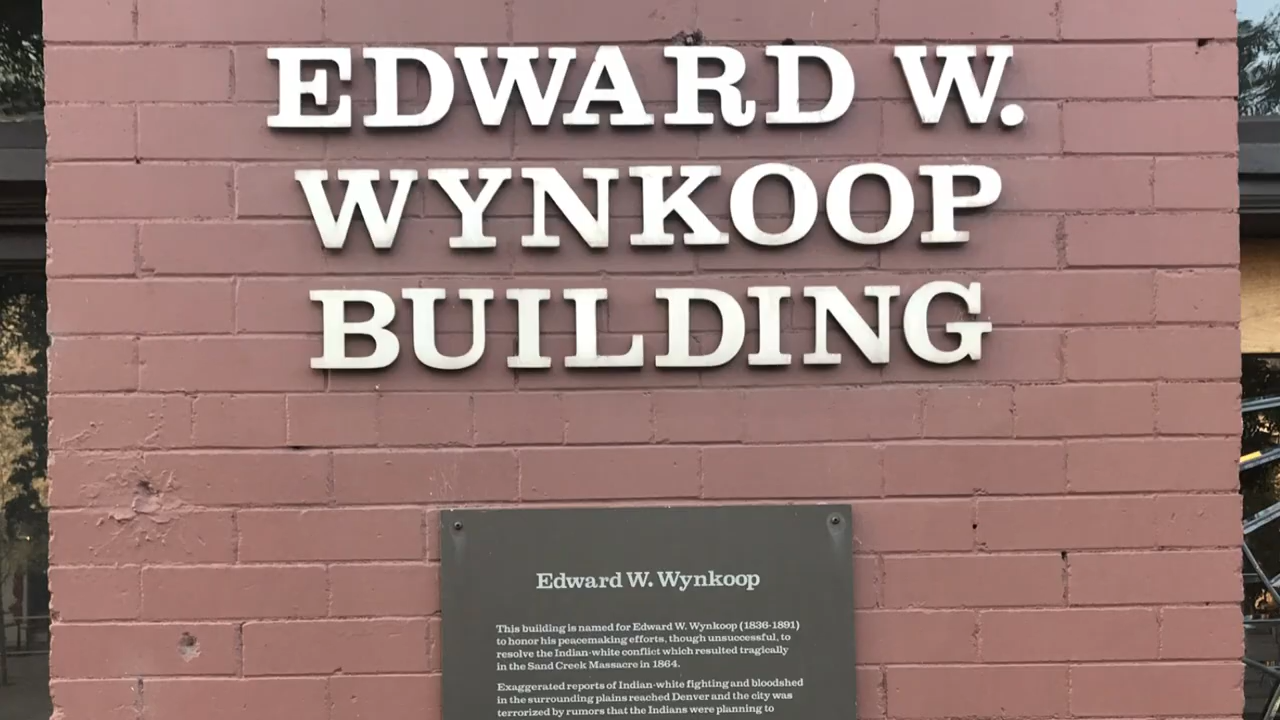 EDWARD W.
WYNKOOP
BUILDING
Edward W. Wynkoop
This building is named for Edward W. Wynkoop (1836-1891)
to honor his peacemaking efforts, though unsuccessful, to
resolve the Indian-white conflict which resulted tragically
in the Sand Creek Massacre in 1864.
Exaggerated reports of Indian-white fighting and bloodshed
in the surrounding plains reached Denver and the city was
terrorized by rumors that the Indians were planning to